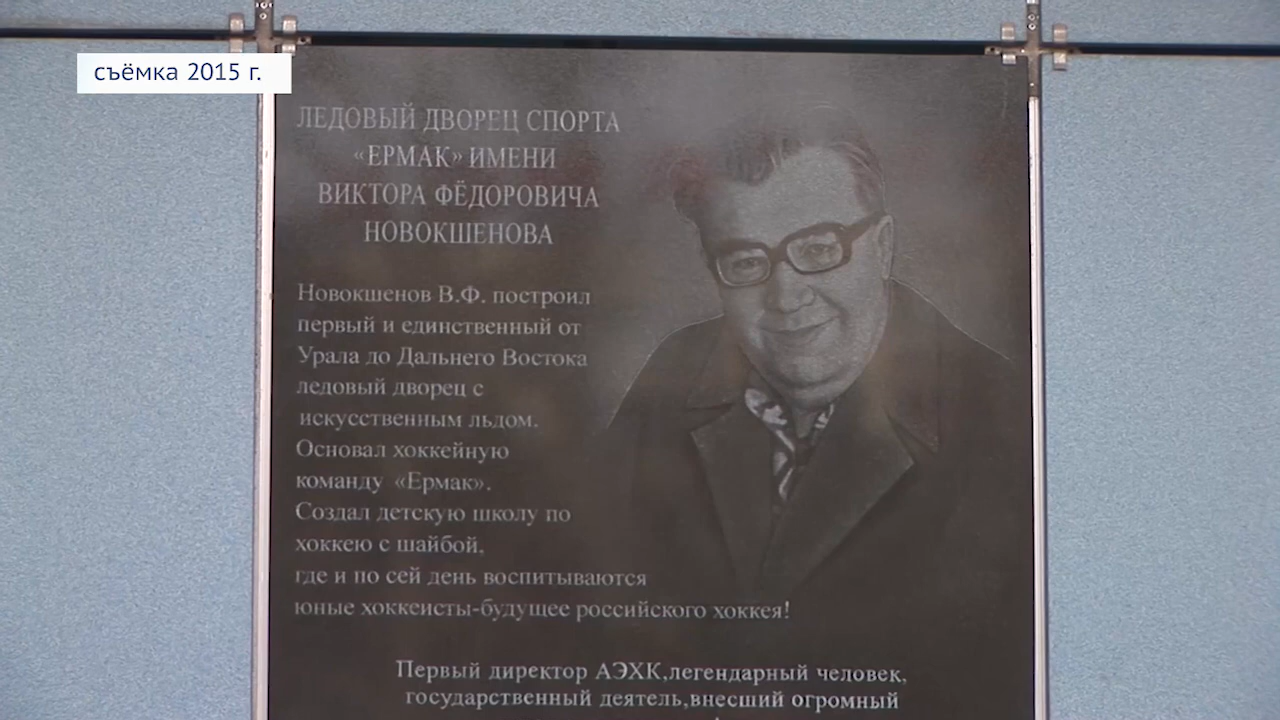 съёмка 2015 г.
ЛЕДОВЫЙ ДВОРЕЦ СПОРТА
«ЕРМАК» ИМЕНИ
ВИКТОРА ФЁДОРОВИЧА
НОВОКШЕНОВА
Новокшенов В.Ф. построил
первый и единственный от
Урала до Дальнего Востока
ледовый дворец с
искусственным льдом.
Основал хоккейную
команду «Ермак».
Создал детскую школу по
хоккею с шайбой,
где и по сей день воспитываются
юные хоккеисты-будущее российского хоккея!
Первый директор АЭХК,легендарный человек,
государственный деятель,внесший огромный